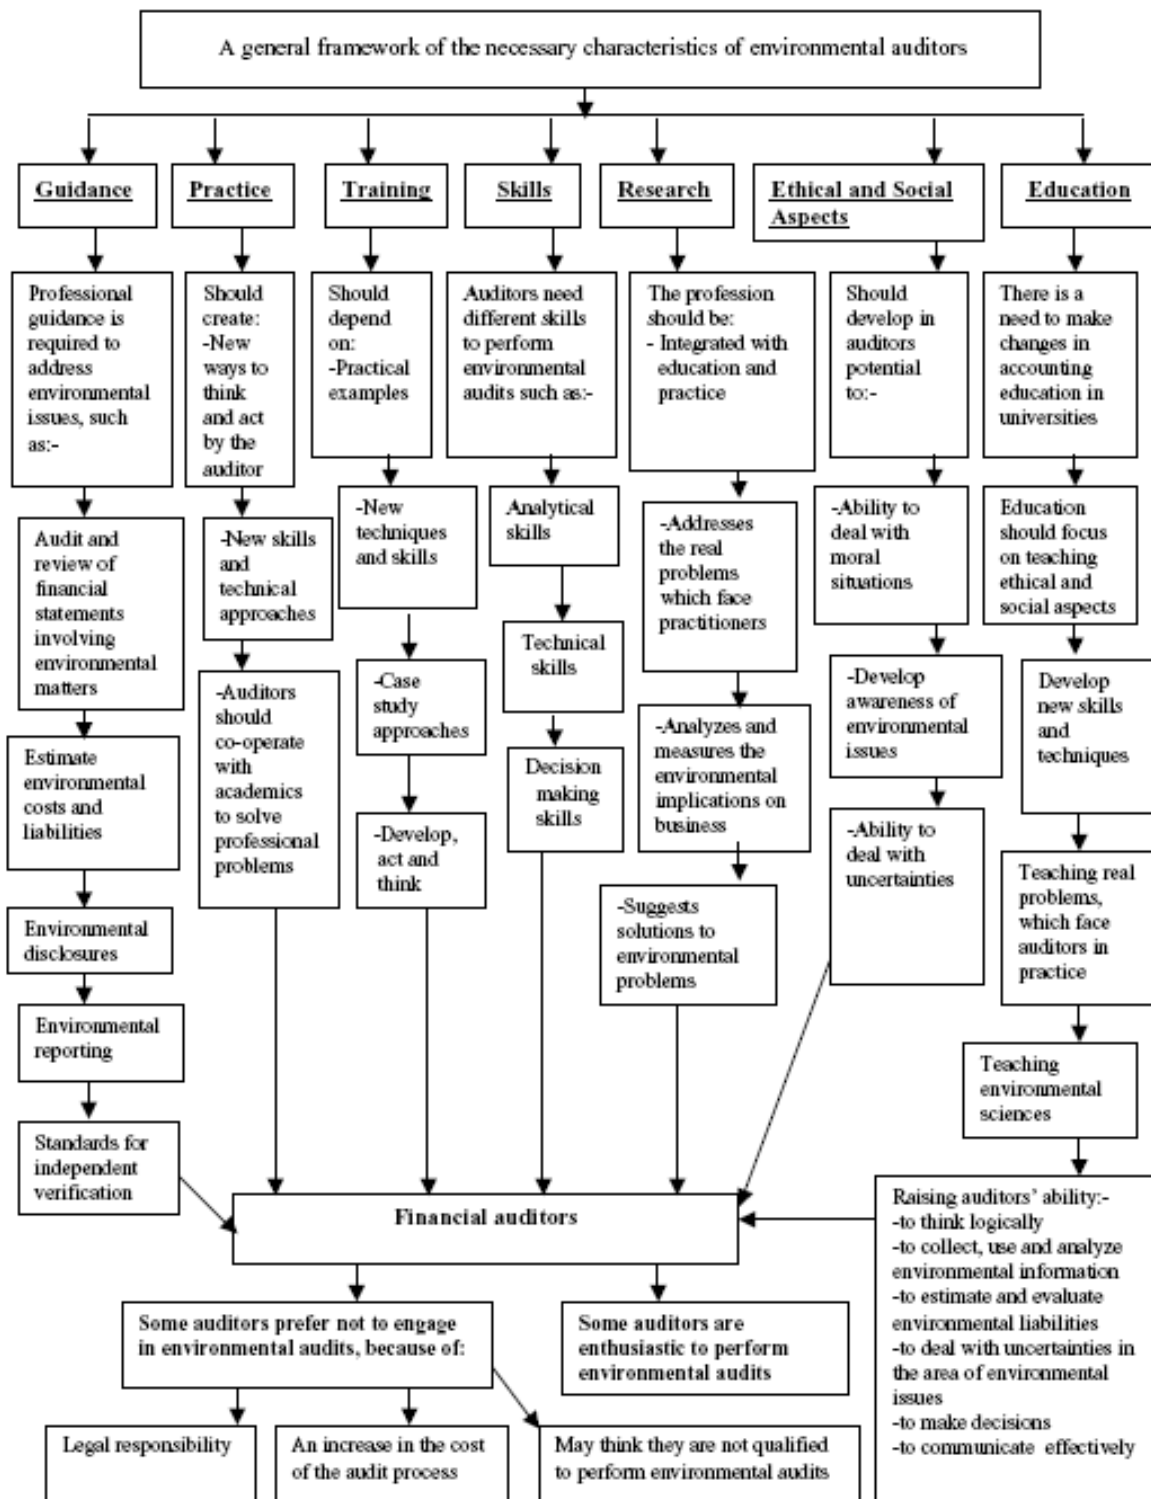 A general framework of the necessary characteristics of environmental auditors
Guidance
Practice
Training
Skills
Research
Ethical and Social
Aspects
Education
Professional
guidance is
required to
address
environmental
issues, such
as:-
Should
create:
-New
ways to
think
and act
by the
auditor
Should
depend
on:
-Practical
examples
Auditors need
different skills
to perform
environmental
audits such as:-
The profession
should be:
- Integrated with
education and
practice
Should
develop in
auditors
potential
to:-
There is a
need to make
changes in
accounting
education in
universities
Audit and
review of
financial
statements
involving
environmental
matters
-New skills
and
technical
approaches
-New
techniques
and skills
Analytical
skills
-Addresses
the real
problems
which face
practitioners
-Ability to
deal with
moral
situations
Education
should focus
on teaching
ethical and
social aspects
Estimate
environmental
costs and
liabilities
-Auditors
should
co-operate
with
academics
to solve
professional
problems
-Case
study
approaches
Technical
skills
-Analyzes and
measures the
environmental
implications on
business
-Develop
awareness of
environmental
issues
Develop
new skills
and
techniques
Environmental
disclosures
-Develop,
act and
think
Decision
making
skills
-Suggests
solutions to
environmental
problems
-Ability to
deal with
uncertainties
Teaching real
problems,
which face
auditors in
practice
Environmental
reporting
Teaching
environmental
sciences
Standards for
independent
verification
Financial auditors
Raising auditors' ability:-
-to think logically
-to collect, use and analyze
environmental information
-to estimate and evaluate
environmental liabilities
-to deal with uncertainties in
the area of environmental
issues
-to make decisions
-to communicate effectively
Some auditors prefer not to engage
in environmental audits, because of:
Some auditors are
enthusiastic to perform
environmental audits
Legal responsibility
An increase in the cost
of the audit process
May think they are not qualified
to perform environmental audits